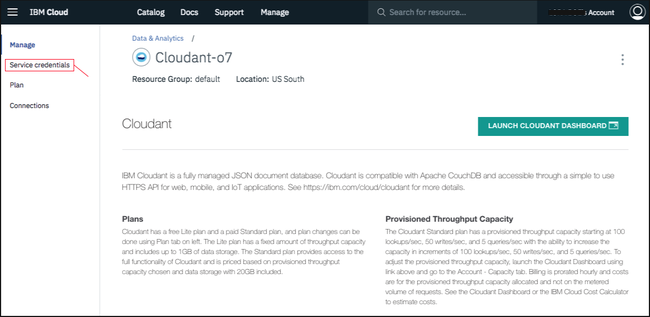 IBM Cloud Catalog Docs Support Manage Search for resource... Account
Manage
Service credentials
Plan
Connections
Data & Analytics /
Cloudant-o7
Resource Group: default Location: US South
Cloudant
LAUNCH CLOUDANT DASHBOARD
IBM Cloudant is a fully managed JSON document database. Cloudant is compatible with Apache CouchDB and accessible through a simple to use
HTTPS API for web, mobile, and IoT applications. See https://ibm.com/cloud/cloudant for more details.
Plans
Cloudant has a free Lite plan and a paid Standard plan, and plan changes can be
done using Plan tab on left. The Lite plan has a fixed amount of throughput capacity
and includes up to 1GB of data storage. The Standard plan provides access to the
full functionality of Cloudant and is priced based on provisioned throughput
capacity chosen and data storage with 20GB included.
Provisioned Throughput Capacity
The Cloudant Standard plan has a provisioned throughput capacity starting at 100
lookups/sec, 50 writes/sec, and 5 queries/sec with the ability to increase the
capacity in increments of 100 lookups/sec, 50 writes/sec, and 5 queries/sec. To
adjust the provisioned throughput capacity, launch the Cloudant Dashboard using
link above and go to the Account - Capacity tab. Billing is prorated hourly and costs
are for the provisioned throughput capacity allocated and not on the metered
volume of requests. See the Cloudant Dashboard or the IBM Cloud Cost Calculator
to estimate costs.